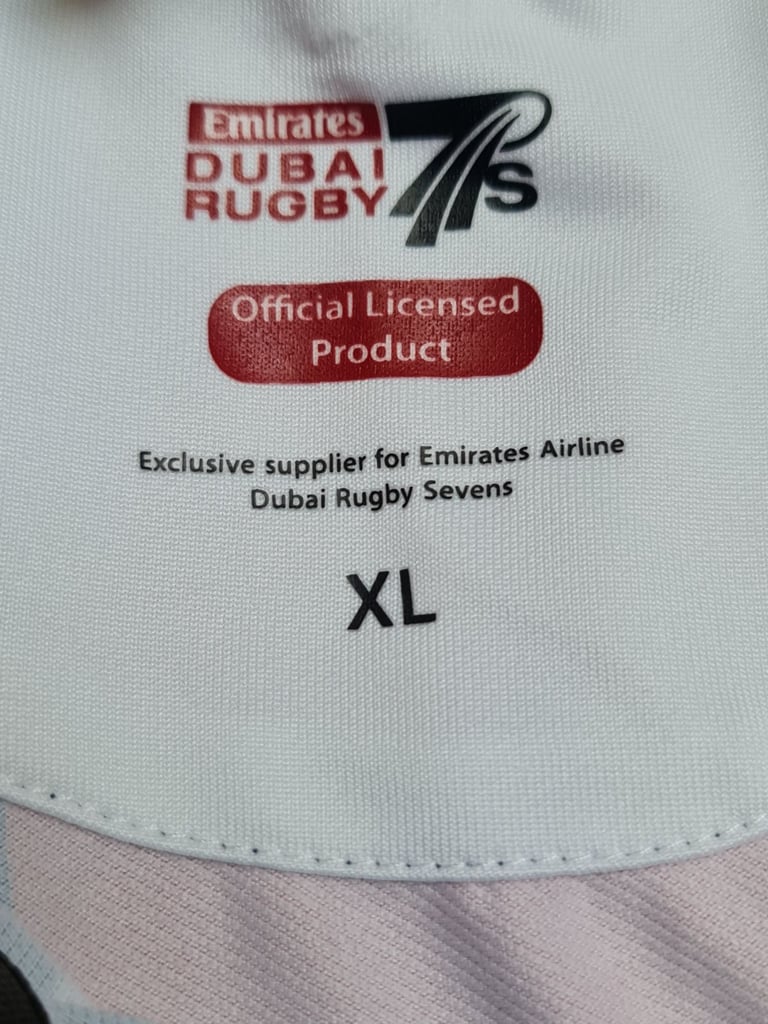 Emirates
DUBAI
RUGBY
7s
Official Licensed
Product
Exclusive supplier for Emirates Airline
Dubai Rugby Sevens
XL